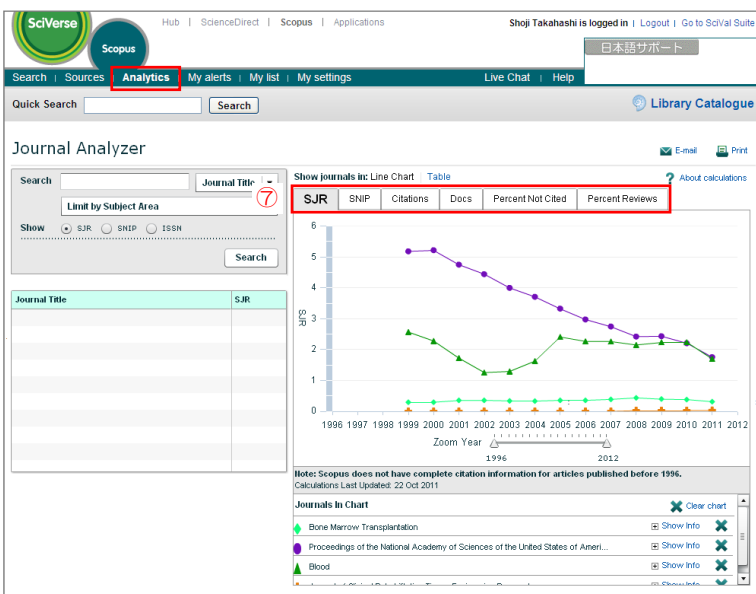 SciVerse
Scopus
Hub | ScienceDirect | Scopus | Applications
Shoji Takahashi is logged in | Logout | Go to SciVal Suite
日本語サポート
Search | Sources | Analytics | My alerts | My list | My settings
Live Chat | Help
Quick Search
Search
Library Catalogue
Journal Analyzer
E-mail
Print
Search
Journal Title
Limit by Subject Area
Show SJR SNIP ISSN
Search
Journal Title
SJR
⑦
Show journals in: Line Chart | Table
About calculations
SJR
SNIP
Citations
Docs
Percent Not Cited
Percent Reviews
SJR
6
5
4
3
2
1
0
1996 1997 1998 1999 2000 2001 2002 2003 2004 2005 2006 2007 2008 2009 2010 2011 2012
Zoom Year
1996
2012
Note: Scopus does not have complete citation information for articles published before 1996.
Calculations Last Updated: 22 Oct 2011
Journals In Chart
Clear chart
Bone Marrow Transplantation
Show Info
Proceedings of the National Academy of Sciences of the United States of Ameri...
Show Info
Blood
Show Info